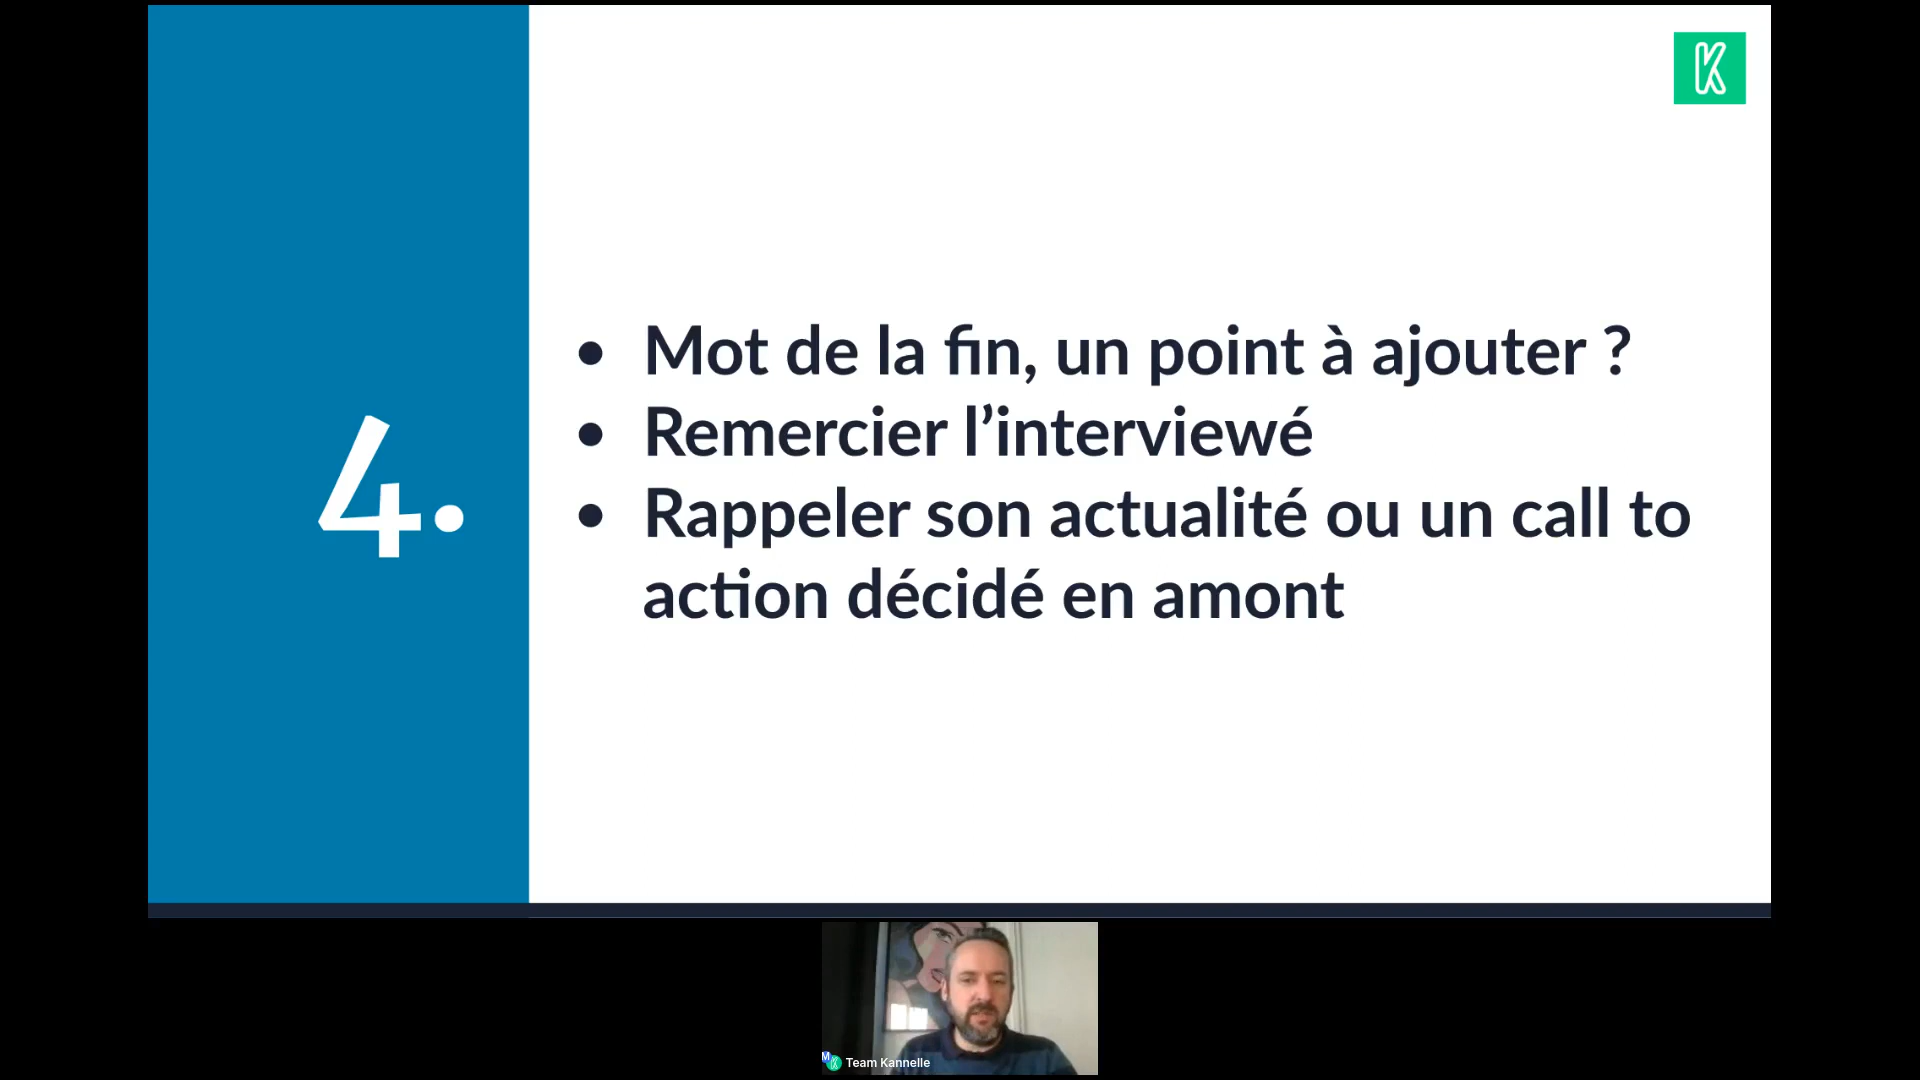 K
4.
• Mot de la fin, un point à ajouter ?
• Remercier l’interviewé
• Rappeler son actualité ou un call to
action décidé en amont
M
Team Kannelle